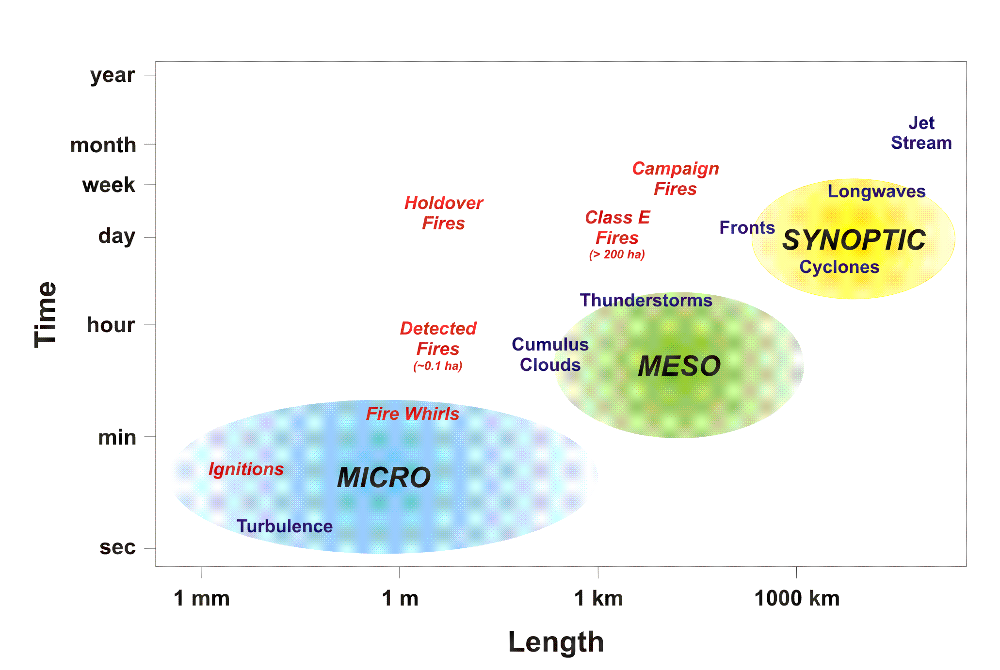 year
month
week
day
hour
min
sec
Time
Jet
Stream
Campaign
Fires
Longwaves
Holdover
Fires
Class E
Fires
(> 200 ha)
Fronts
SYNOPTIC
Cyclones
Thunderstorms
Detected
Fires
(~0.1 ha)
Cumulus
Clouds
MESO
Fire Whirls
Ignitions
MICRO
Turbulence
1 mm
1 m
1 km
1000 km
Length